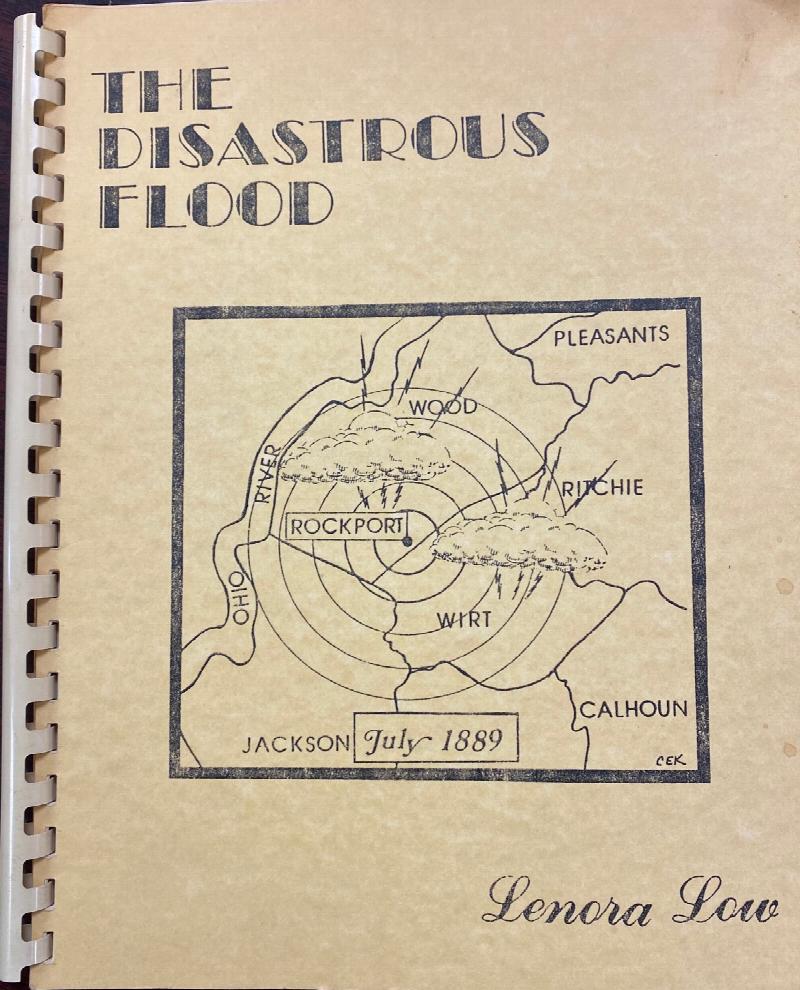 THE
DISASTROUS
FLOOD
PLEASANTS
WOOD
RIVER
RITCHIE
ROCKPORT
OHIO
WIRT
CALHOUN
JACKSON
July 1889
CEK
Lenora Low